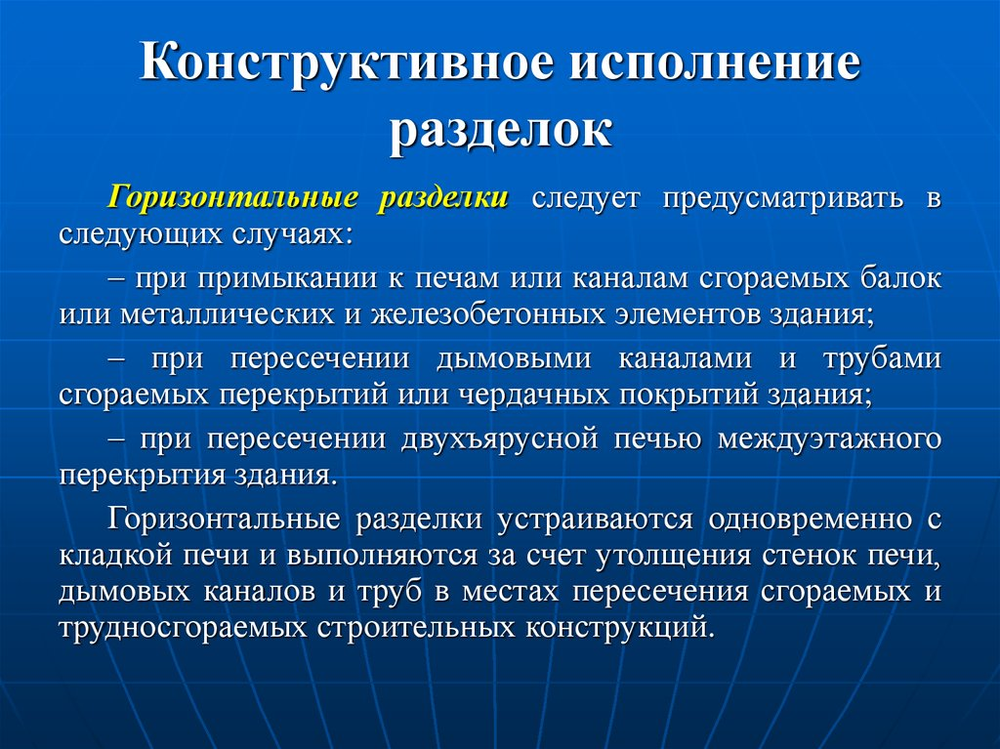 Конструктивное исполнение
разделок
Горизонтальные разделки следует предусматривать в
следующих случаях:
– при примыкании к печам или каналам сгораемых балок
или металлических и железобетонных элементов здания;
– при пересечении дымовыми каналами и трубами
сгораемых перекрытий или чердачных покрытий здания;
– при пересечении двухъярусной печью междуэтажного
перекрытия здания.
Горизонтальные разделки устраиваются одновременно с
кладкой печи и выполняются за счет утолщения стенок печи,
дымовых каналов и труб в местах пересечения сгораемых и
трудносгораемых строительных конструкций.